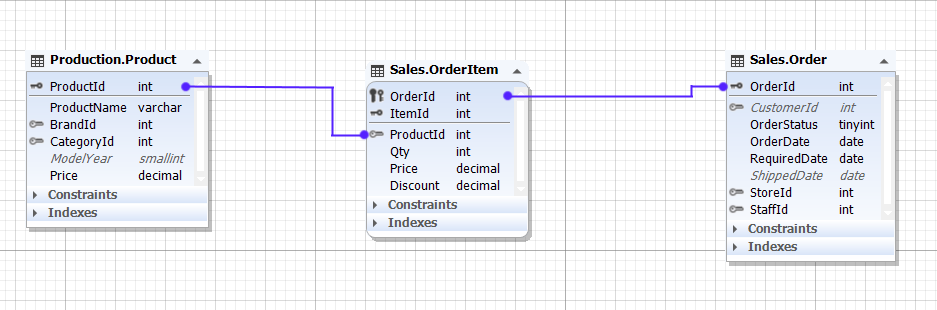 Production.Product
ProductId int
ProductName varchar
BrandId int
CategoryId int
ModelYear smallint
Price decimal
Constraints
Indexes
Sales.OrderItem
OrderId int
ItemId int
ProductId int
Qty int
Price decimal
Discount decimal
Constraints
Indexes
Sales.Order
OrderId int
CustomerId int
OrderStatus tinyint
OrderDate date
RequiredDate date
ShippedDate date
StoreId int
StaffId int
Constraints
Indexes